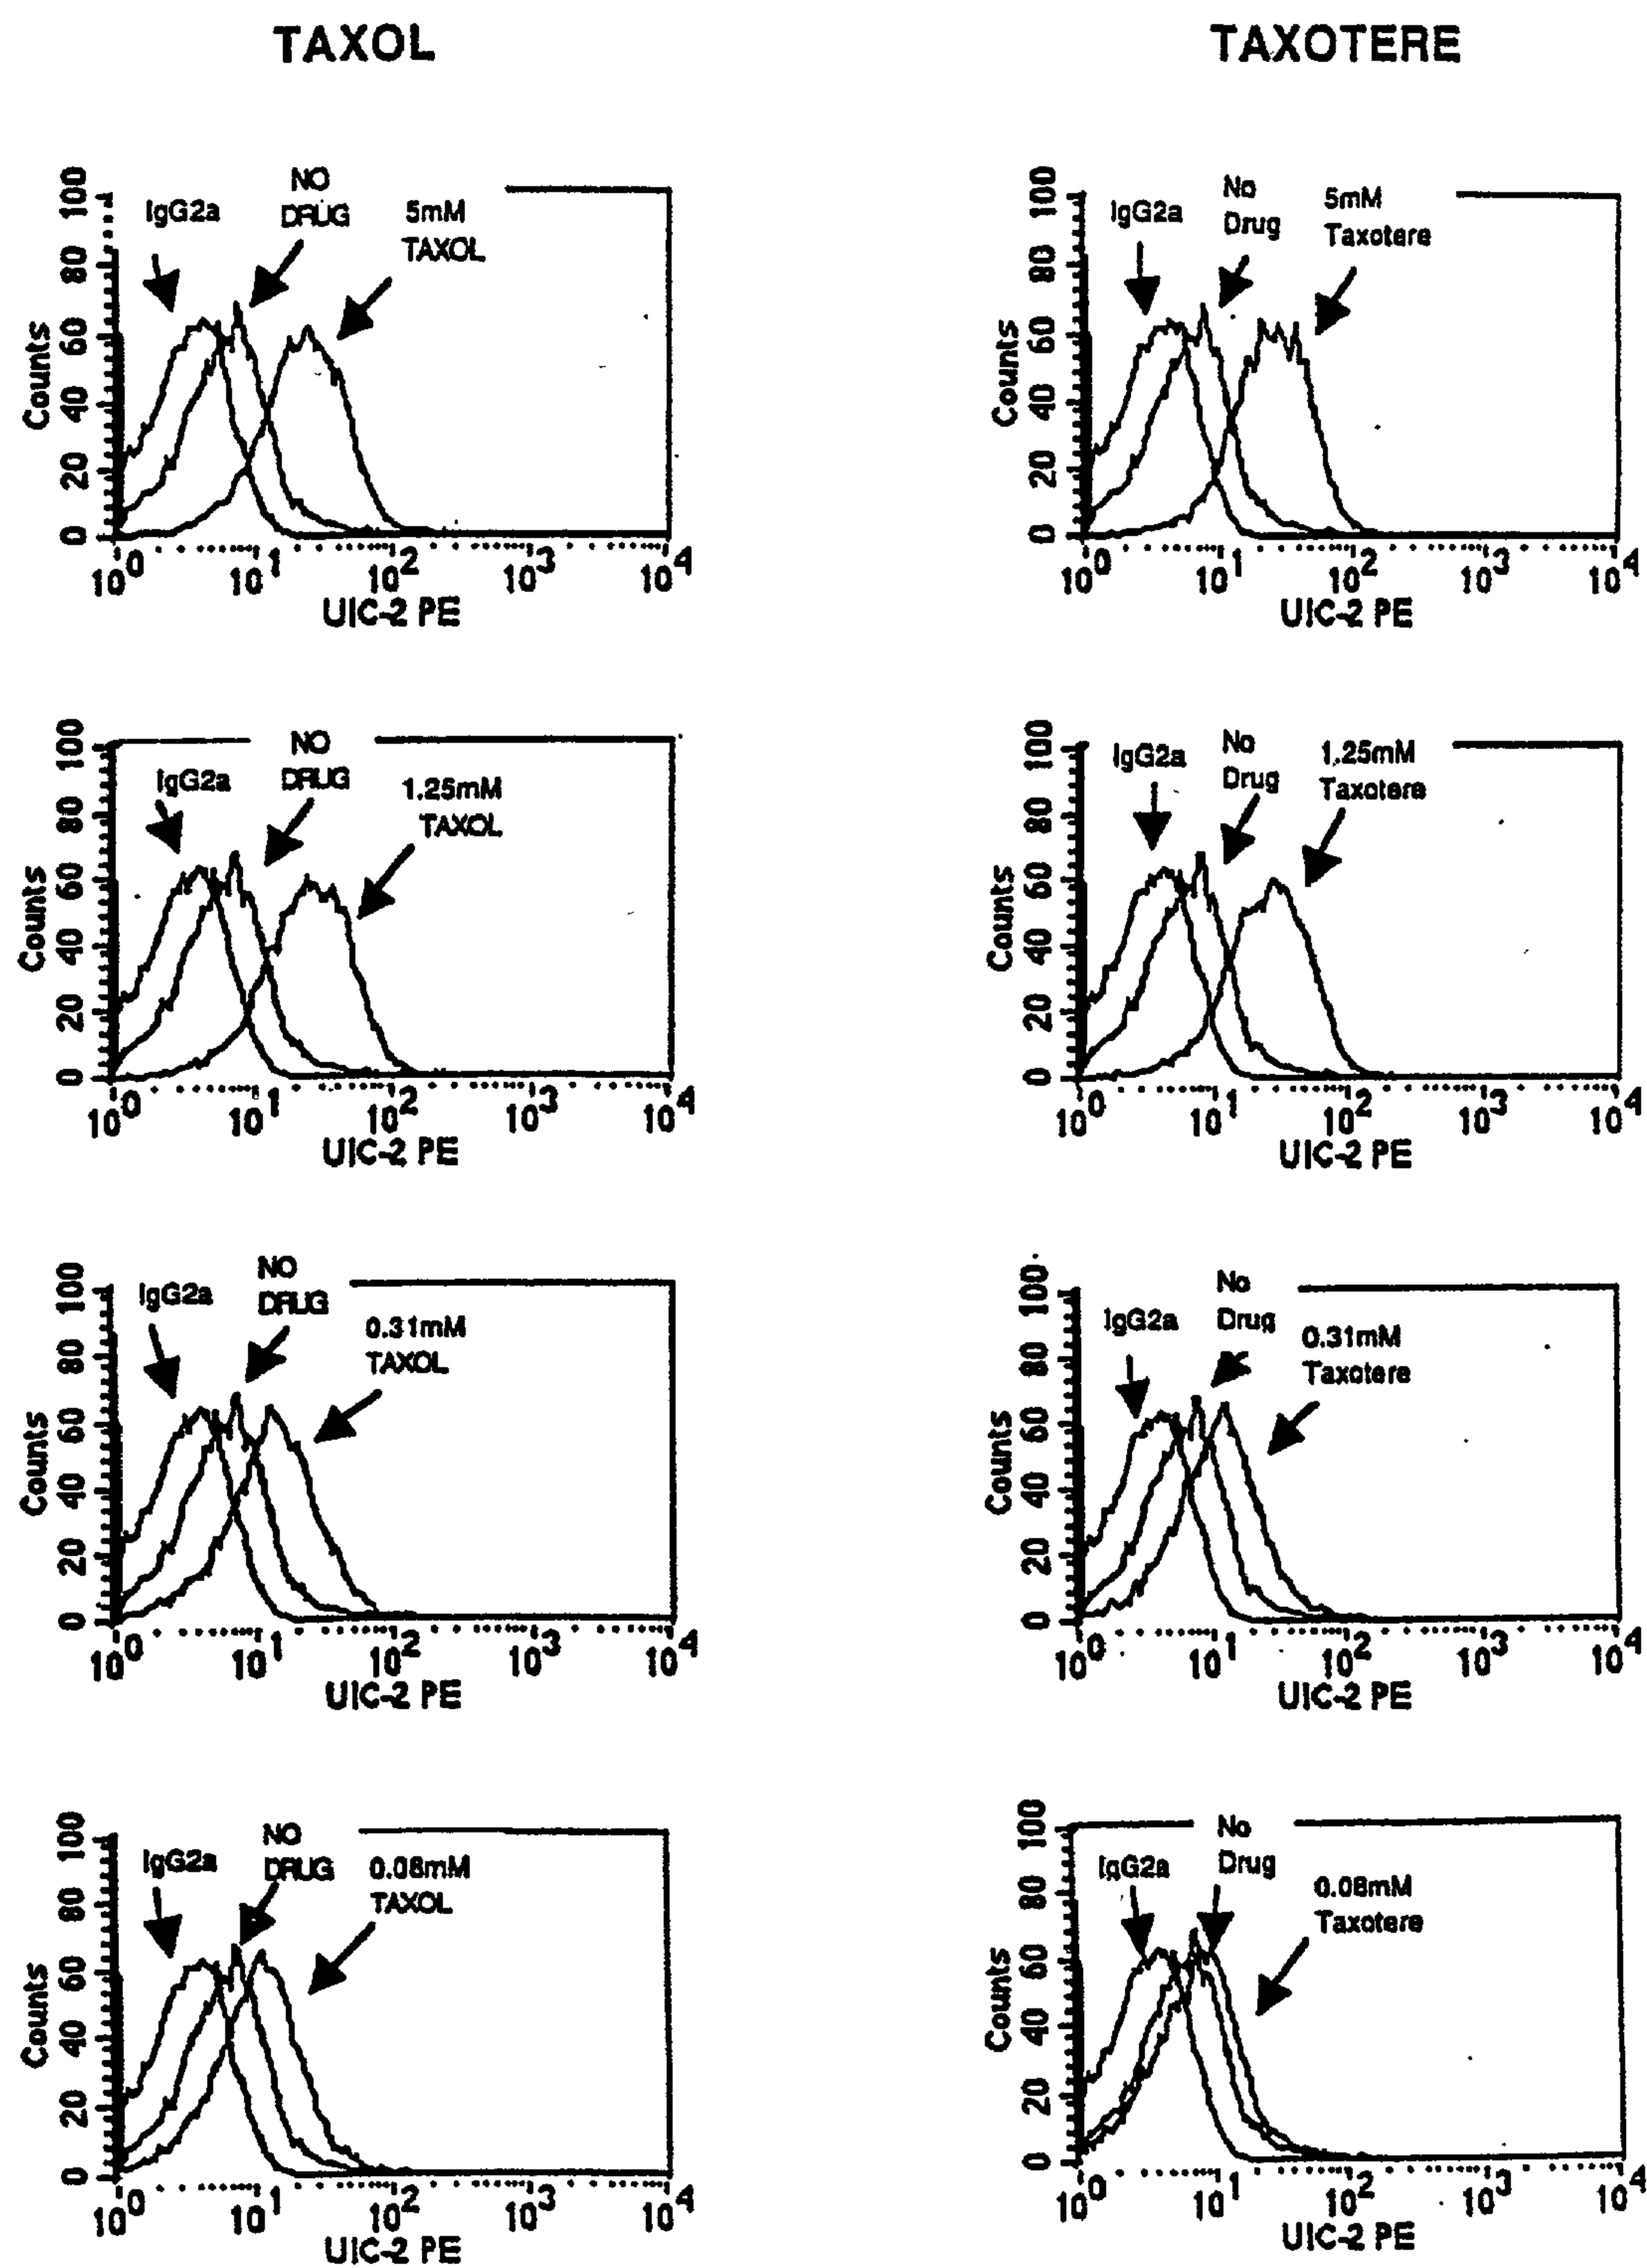 TAXOL
TAXOTERE
NO
DRUG
IgG2a
5mM
TAXOL
100
80
60
40
20
0
Counts
10^0 10^1 10^2 10^3 10^4
UIC-2 PE
No
Drug
IgG2a
5mM
Taxotere
100
80
60
40
20
0
Counts
10^0 10^1 10^2 10^3 10^4
UIC-2 PE
NO
DRUG
IgG2a
1.25mM
TAXOL
100
80
60
40
20
0
Counts
10^0 10^1 10^2 10^3 10^4
UIC-2 PE
No
Drug
IgG2a
1.25mM
Taxotere
100
80
60
40
20
0
Counts
10^0 10^1 10^2 10^3 10^4
UIC-2 PE
NO
DRUG
IgG2a
0.31mM
TAXOL
100
80
60
40
20
0
Counts
10^0 10^1 10^2 10^3 10^4
UIC-2 PE
No
Drug
IgG2a
0.31mM
Taxotere
100
80
60
40
20
0
Counts
10^0 10^1 10^2 10^3 10^4
UIC-2 PE
NO
DRUG
IgG2a
0.08mM
TAXOL
100
80
60
40
20
0
Counts
10^0 10^1 10^2 10^3 10^4
UIC-2 PE
No
Drug
IgG2a
0.08mM
Taxotere
100
80
60
40
20
0
Counts
10^0 10^1 10^2 10^3 10^4
UIC-2 PE